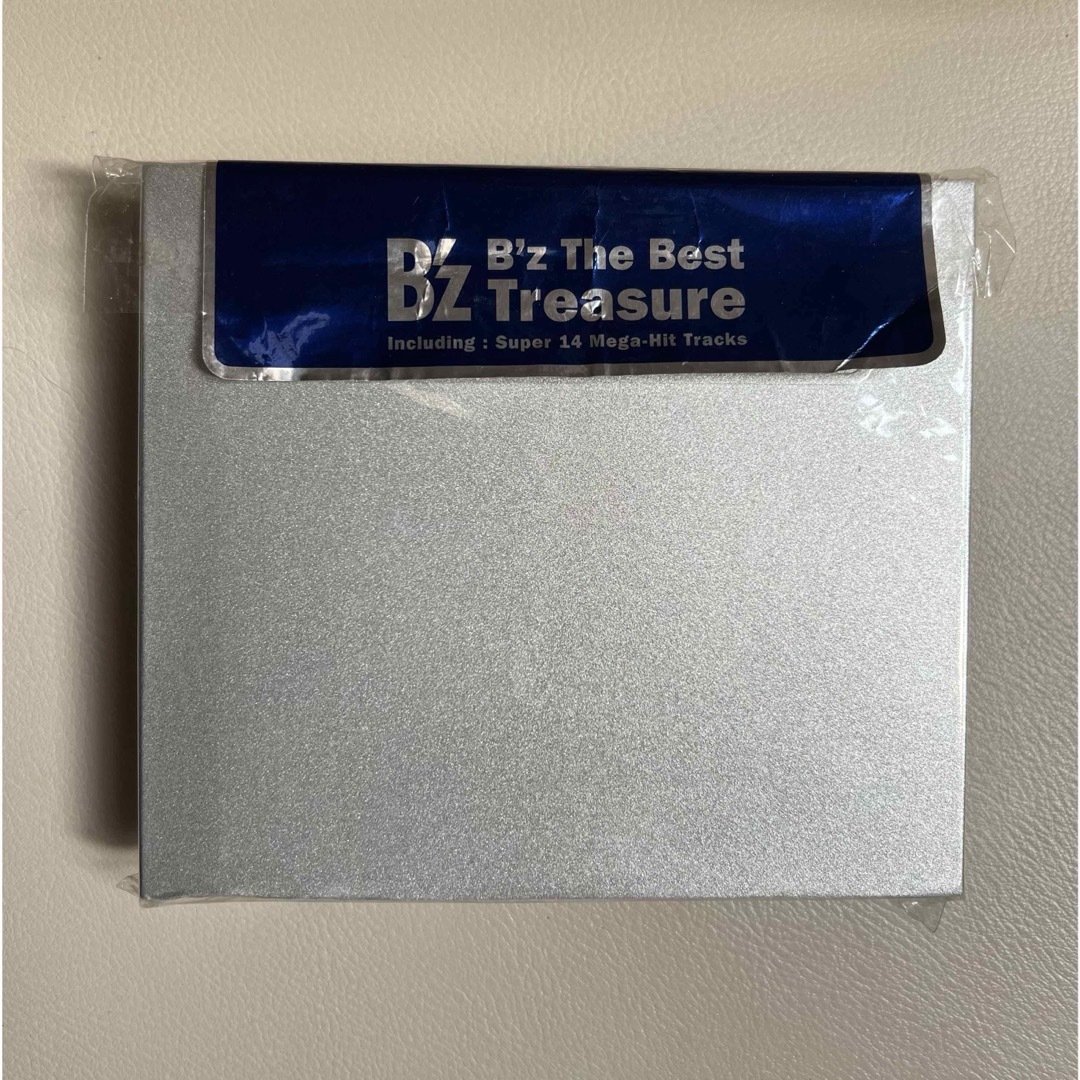 B'z
B'z The Best
Treasure
Including : Super 14 Mega-Hit Tracks